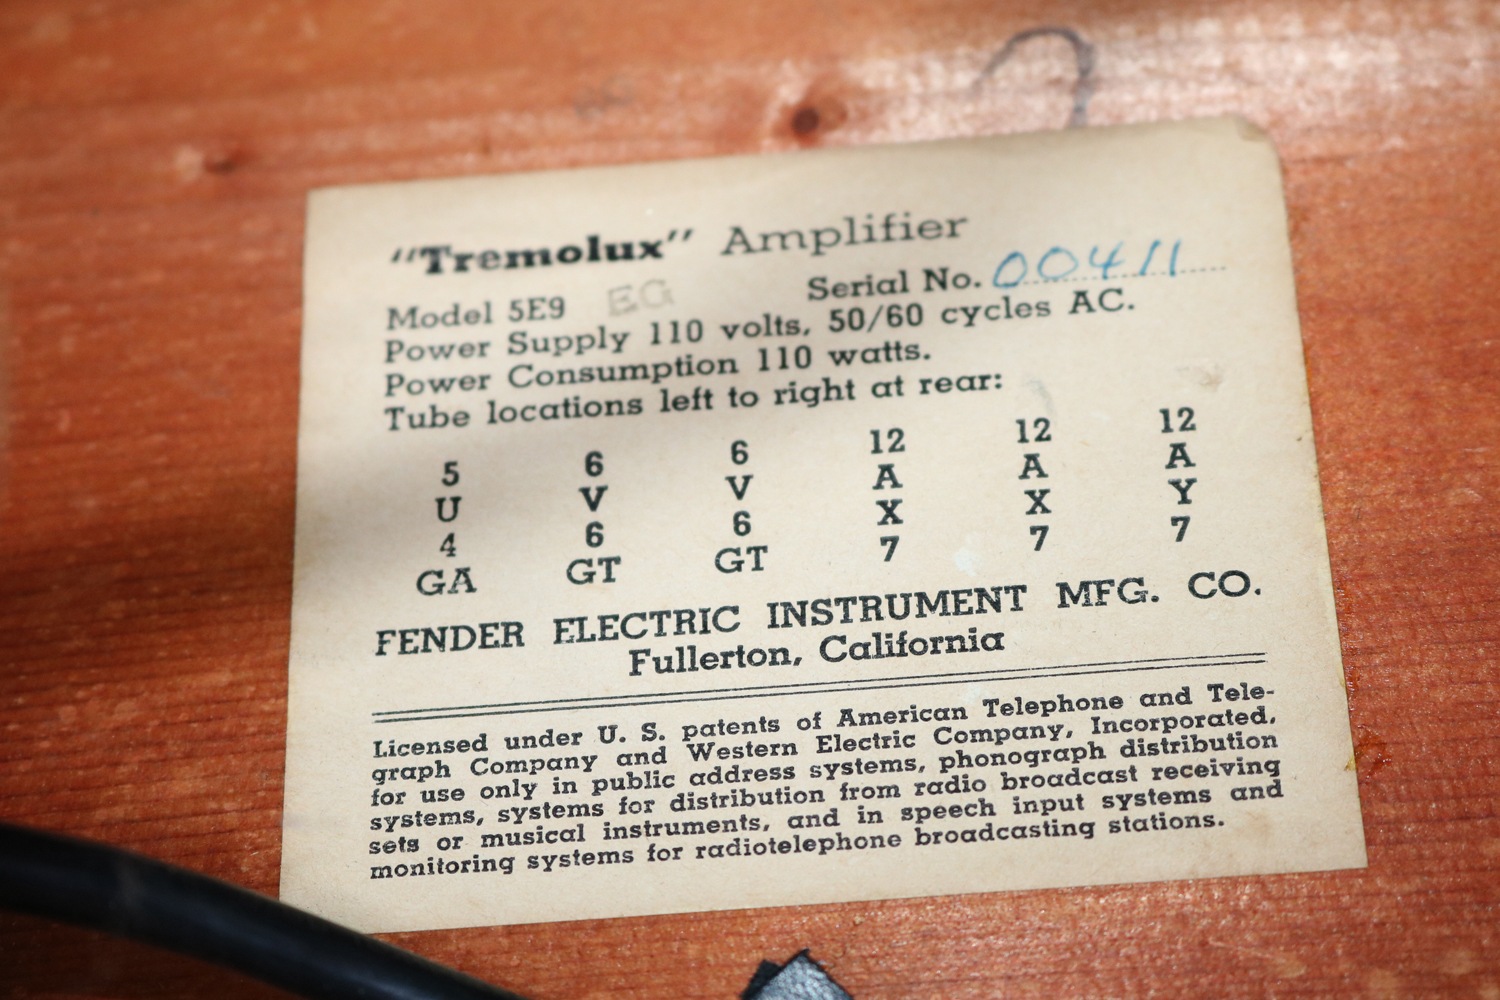 "Tremolux" Amplifier
Model 5E9 EG Serial No. 00411
Power Supply 110 volts, 50/60 cycles AC.
Power Consumption 110 watts.
Tube locations left to right at rear:
5 6 6 12 12 12
U V V A A A
4 6 6 X X Y
GA GT GT 7 7 7
FENDER ELECTRIC INSTRUMENT MFG. CO.
Fullerton, California
Licensed under U. S. patents of American Telephone and Tele-
graph Company and Western Electric Company, Incorporated,
for use only in public address systems, phonograph distribution
systems, systems for distribution from radio broadcast receiving
sets or musical instruments, and in speech input systems and
monitoring systems for radiotelephone broadcasting stations.